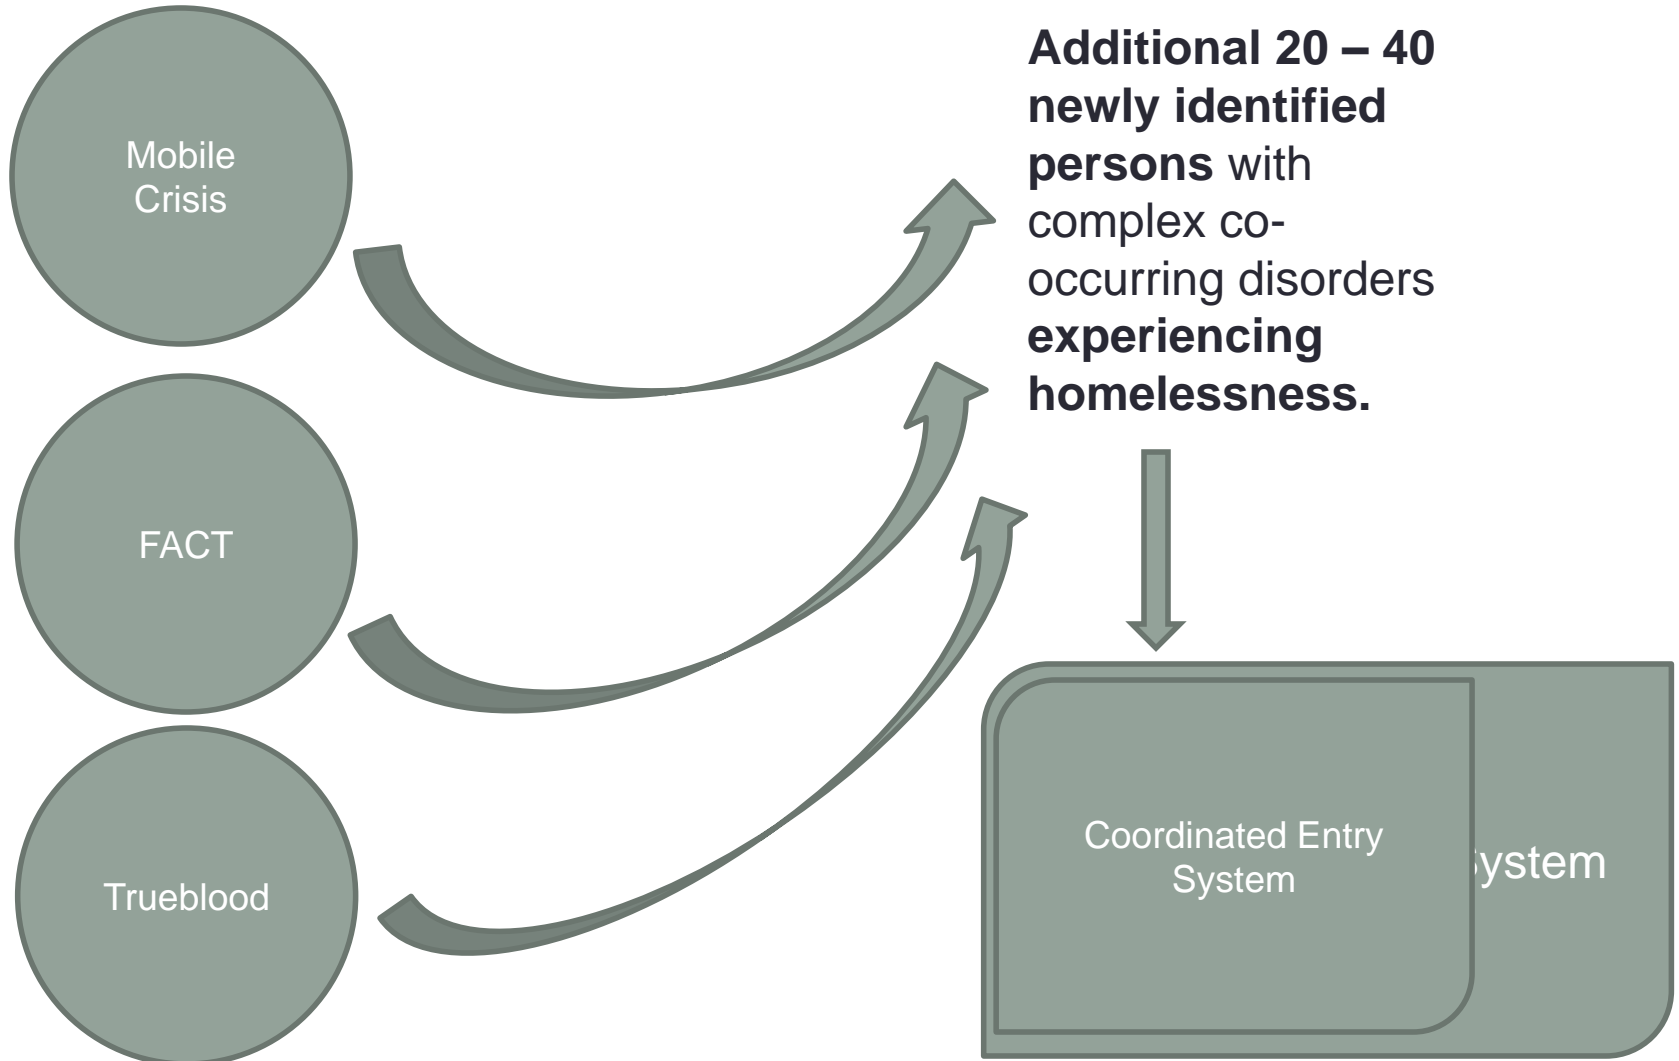 Mobile
Crisis
FACT
Trueblood
Additional 20 – 40
newly identified
persons with
complex co-
occurring disorders
experiencing
homelessness.
Coordinated Entry
System